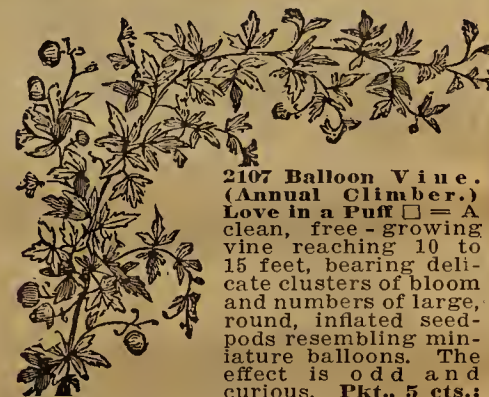 2107 Balloon Vine.
(Annual Climber.)
Love in a Puff □ = A
clean, free-growing
vine reaching 10 to
15 feet, bearing deli-
cate clusters of bloom
and numbers of large,
round, inflated seed-
pods resembling min-
iature balloons. The
effect is odd and
curious. Pkt., 5 cts.;